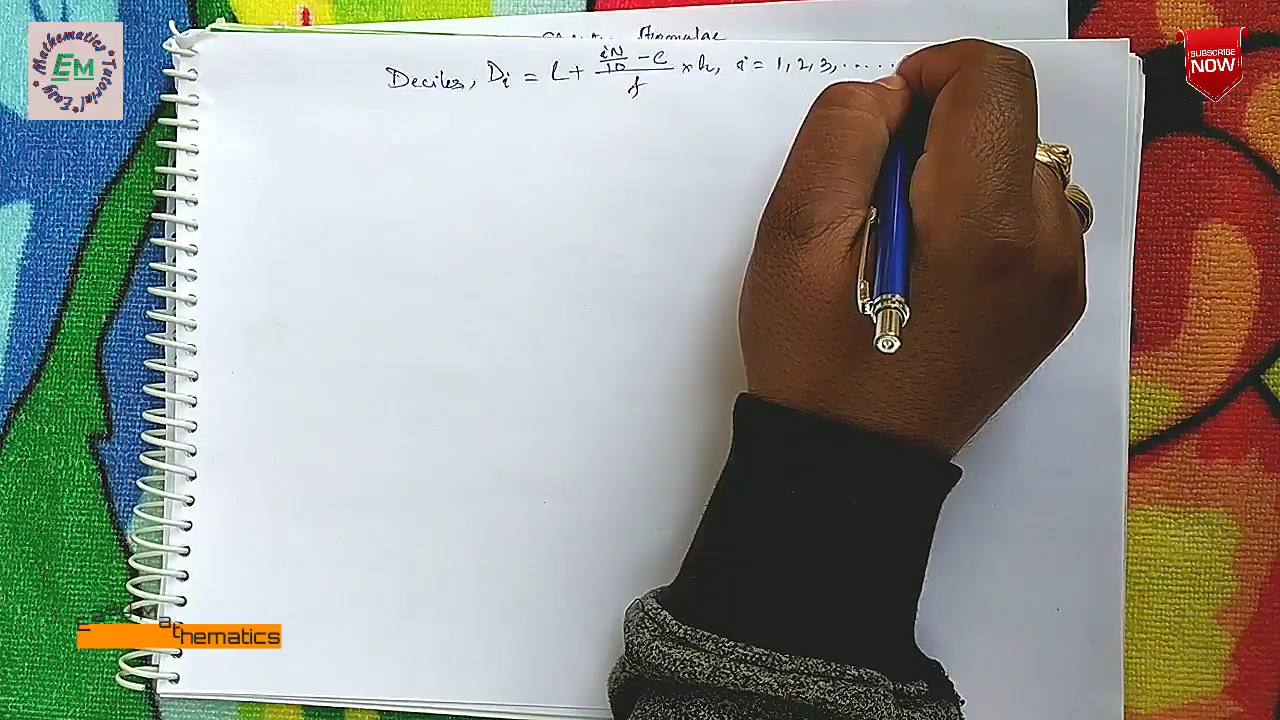 Mathematics * Tutorial * Easy *
EM
SUBSCRIBE
NOW
Formulae
Deciles, Di = l + (iN/10 - C)/f × h, i = 1, 2, 3, .....
thematics